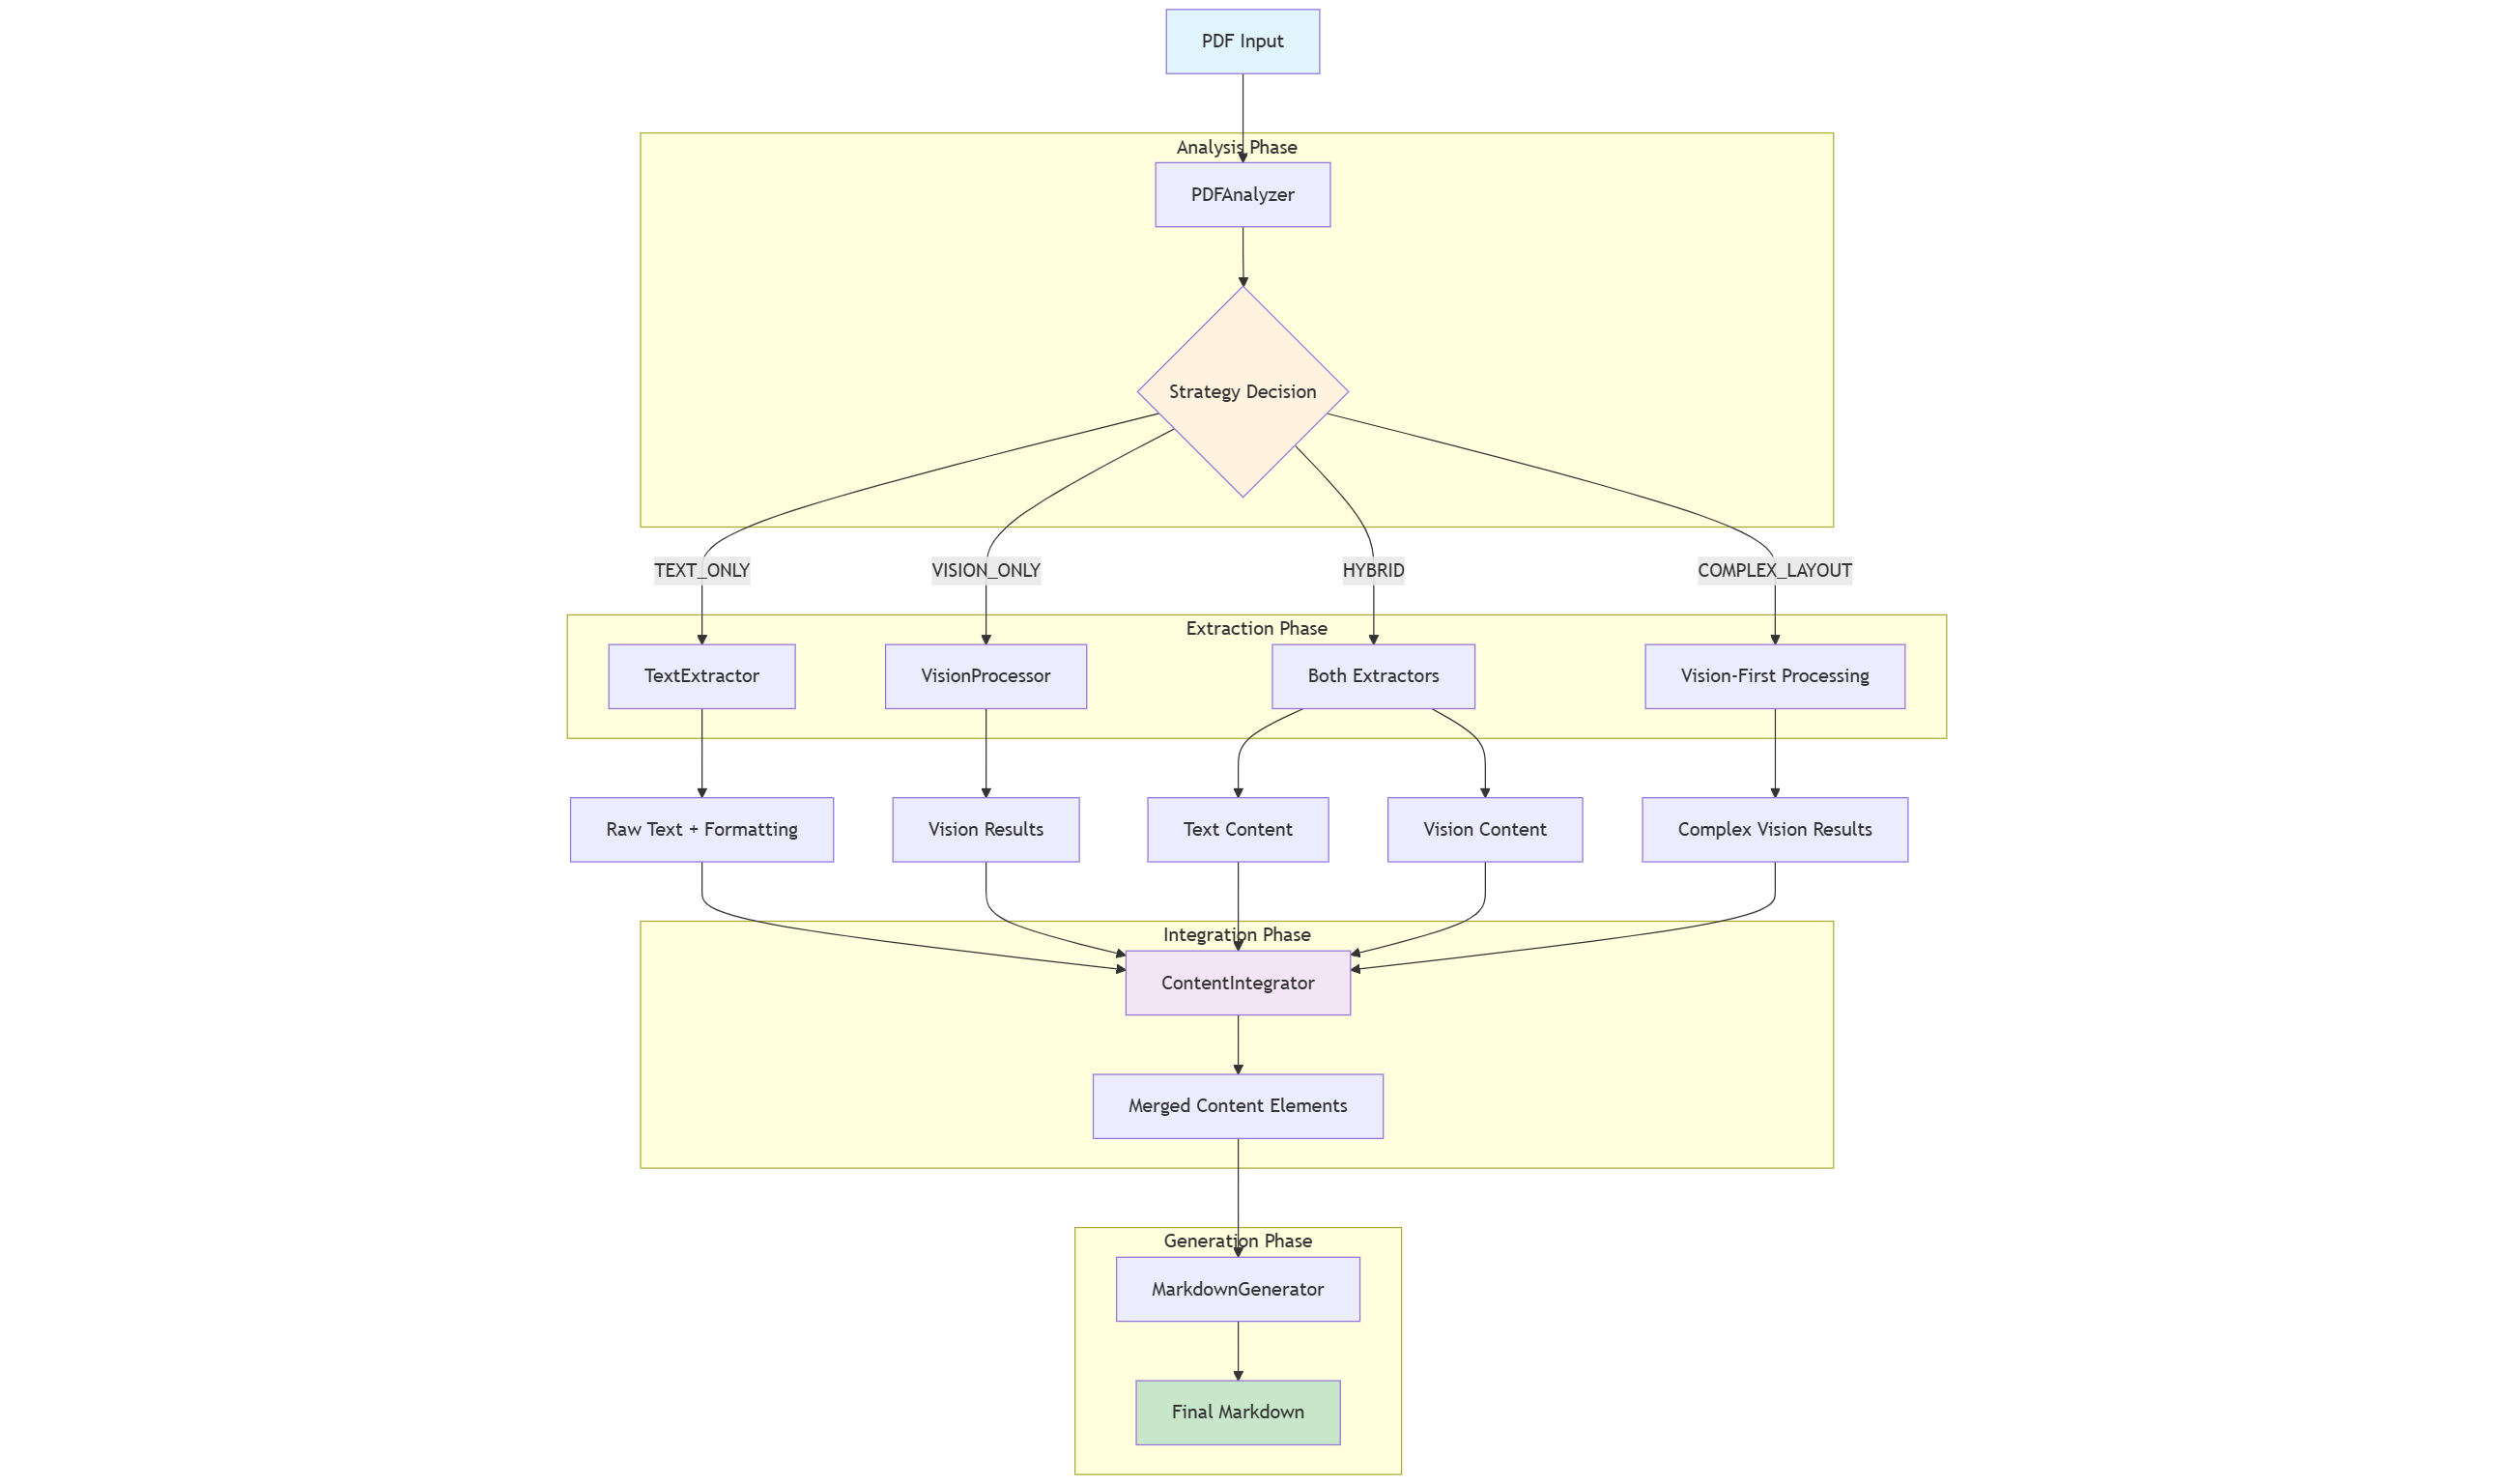 PDF Input
Analysis Phase
PDFAnalyzer
Strategy Decision
TEXT_ONLY
VISION_ONLY
HYBRID
COMPLEX_LAYOUT
Extraction Phase
TextExtractor
VisionProcessor
Both Extractors
Vision-First Processing
Raw Text + Formatting
Vision Results
Text Content
Vision Content
Complex Vision Results
Integration Phase
ContentIntegrator
Merged Content Elements
Generation Phase
MarkdownGenerator
Final Markdown